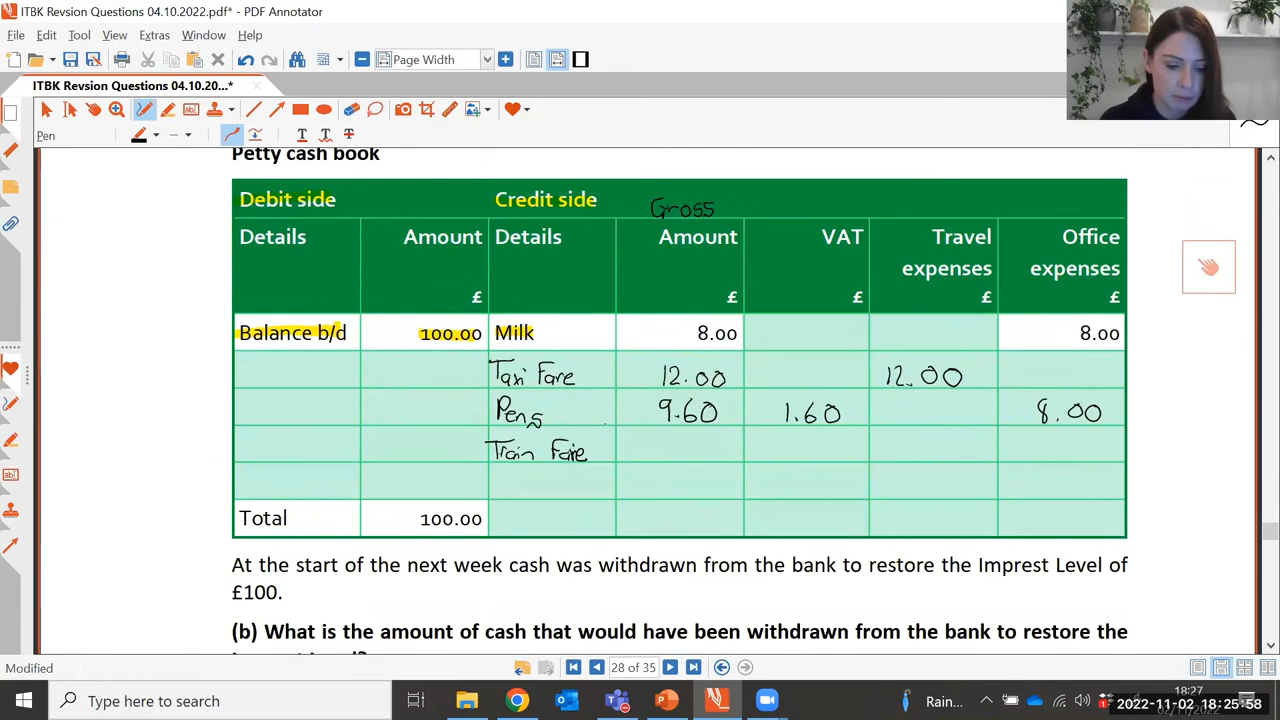 ITBK Revsion Questions 04.10.2022.pdf* - PDF Annotator
File Edit Tool View Extras Window Help
Page Width
ITBK Revsion Questions 04.10.20...*
Pen
Petty cash book
Debit side Credit side Gross
Details Amount £ Details Amount £ VAT £ Travel expenses £ Office expenses £
Balance b/d 100.00 Milk 8.00 8.00
Taxi Fare 12.00 12.00
Pens 9.60 1.60 8.00
Train Faire
Total 100.00
At the start of the next week cash was withdrawn from the bank to restore the Imprest Level of
£100.
(b) What is the amount of cash that would have been withdrawn from the bank to restore the
Modified 28 of 35
Type here to search
Rain...
18:27
2022-11-02 18:25:58